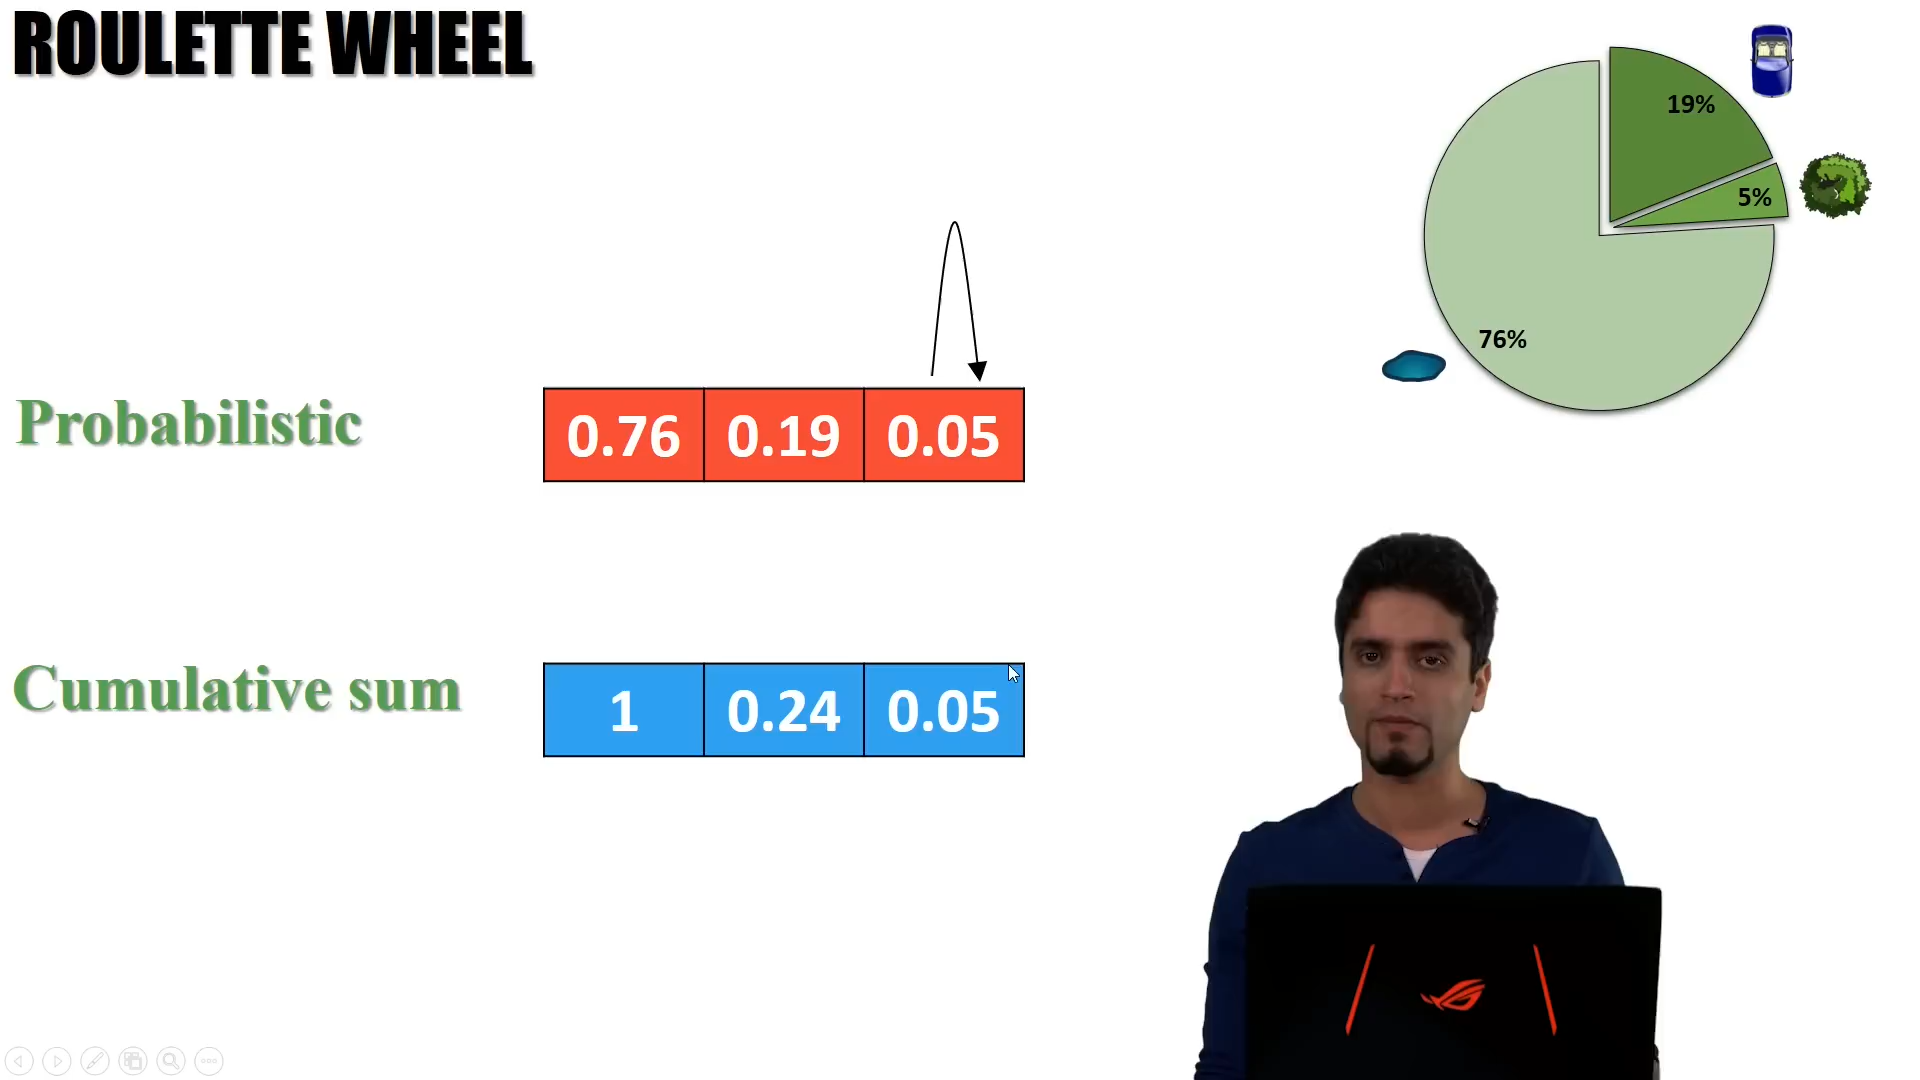 ROULETTE WHEEL
19%
5%
76%
Probabilistic
0.76 0.19 0.05
Cumulative sum
1 0.24 0.05